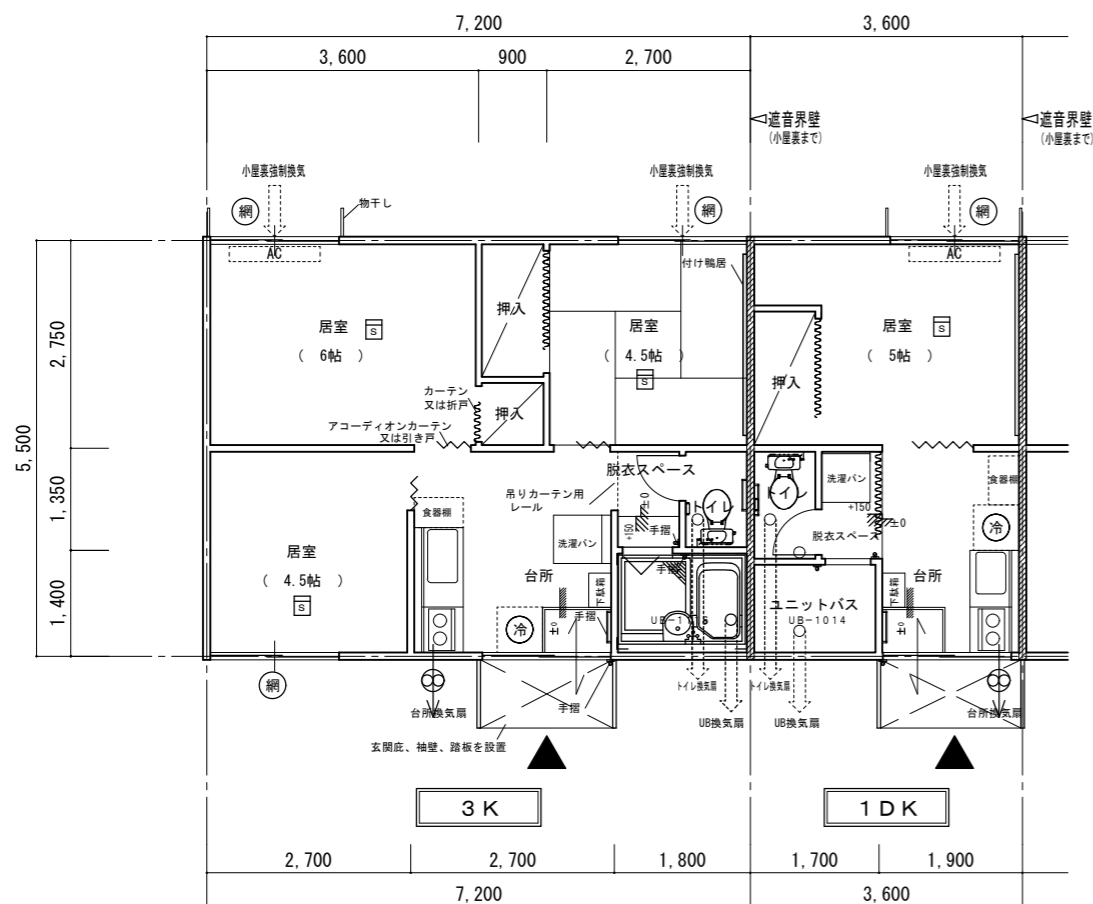 7,200
3,600
3,600
900
2,700
遮音界壁
(小屋裏まで)
遮音界壁
(小屋裏まで)
小屋裏強制換気
小屋裏強制換気
小屋裏強制換気
網
物干し
網
網
AC
AC
付け鴨居
押入
居室
S
( 6帖 )
居室
( 4.5帖 )
S
居室
S
( 5帖 )
押入
カーテン
又は折戸
押入
アコーディオンカーテン
又は引き戸
5,500
2,750
1,350
1,400
脱衣スペース
吊りカーテン用
レール
±0
+150
手摺
トイレ
トイレ
洗濯パン
+150
±0
脱衣スペース
食器棚
冷
食器棚
洗濯パン
居室
( 4.5帖 )
S
台所
下駄箱
手摺
±0
手摺
冷
ユニットバス
UB-1014
台所
下駄箱
±0
網
台所換気扇
手摺
トイレ換気扇
UB換気扇
トイレ換気扇
UB換気扇
台所換気扇
玄関庇、袖壁、踏板を設置
3K
1DK
2,700
2,700
1,800
1,700
1,900
7,200
3,600